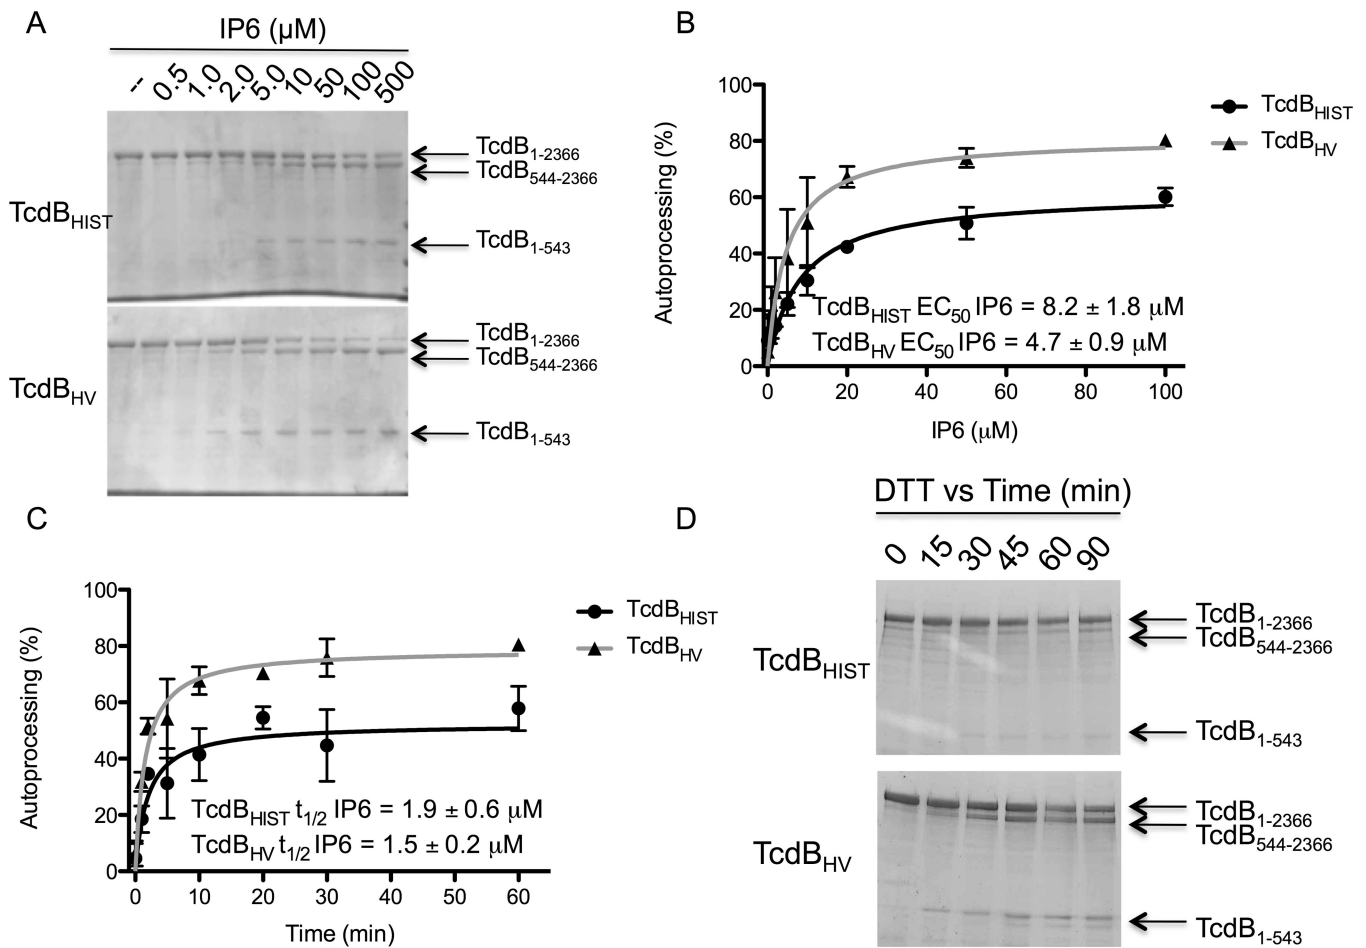 A
IP6 (µM)
-- 0.5 1.0 2.0 5.0 10 50 100 500
TcdB1-2366
TcdB544-2366
TcdBHIST
TcdB1-543
TcdB1-2366
TcdB544-2366
TcdBHV
TcdB1-543
B
100
80
60
40
20
0
Autoprocessing (%)
TcdBHIST
TcdBHV
TcdBHIST EC50 IP6 = 8.2 ± 1.8 µM
TcdBHV EC50 IP6 = 4.7 ± 0.9 µM
0 20 40 60 80 100
IP6 (µM)
C
100
80
60
40
20
0
Autoprocessing (%)
TcdBHIST
TcdBHV
TcdBHIST t1/2 IP6 = 1.9 ± 0.6 µM
TcdBHV t1/2 IP6 = 1.5 ± 0.2 µM
0 10 20 30 40 50 60
Time (min)
D
DTT vs Time (min)
0 15 30 45 60 90
TcdB1-2366
TcdB544-2366
TcdBHIST
TcdB1-543
TcdB1-2366
TcdB544-2366
TcdBHV
TcdB1-543